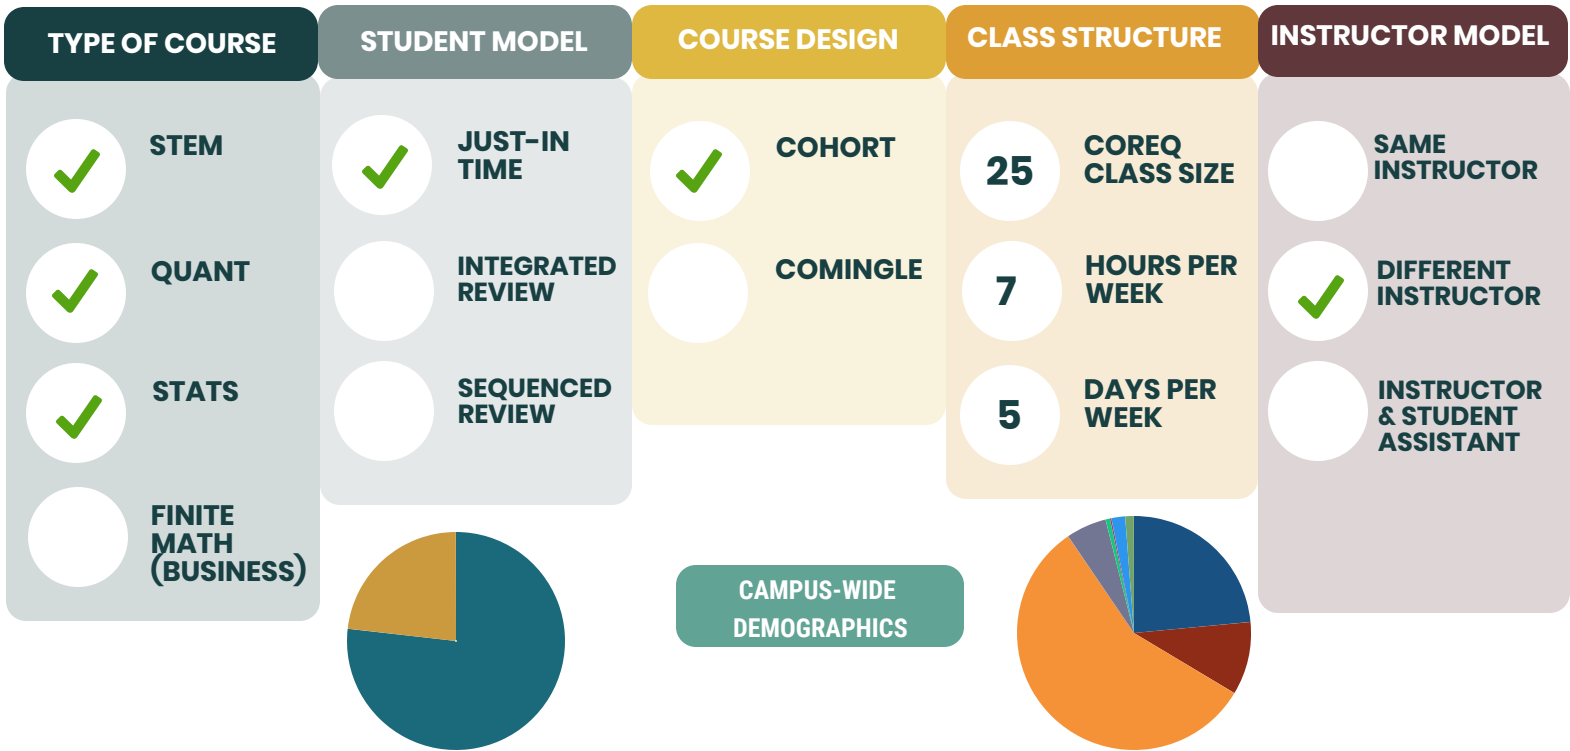 TYPE OF COURSE
STEM
QUANT
STATS
FINITE
MATH
(BUSINESS)
STUDENT MODEL
JUST-IN
TIME
INTEGRATED
REVIEW
SEQUENCED
REVIEW
COURSE DESIGN
COHORT
COMINGLE
CLASS STRUCTURE
25
COREQ
CLASS SIZE
7
HOURS PER
WEEK
5
DAYS PER
WEEK
INSTRUCTOR MODEL
SAME
INSTRUCTOR
DIFFERENT
INSTRUCTOR
INSTRUCTOR
& STUDENT
ASSISTANT
CAMPUS-WIDE
DEMOGRAPHICS